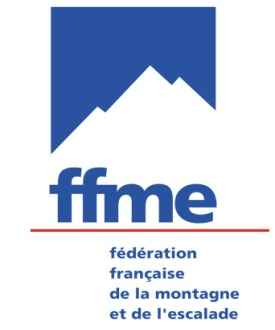 ffme
fédération
française
de la montagne
et de l'escalade